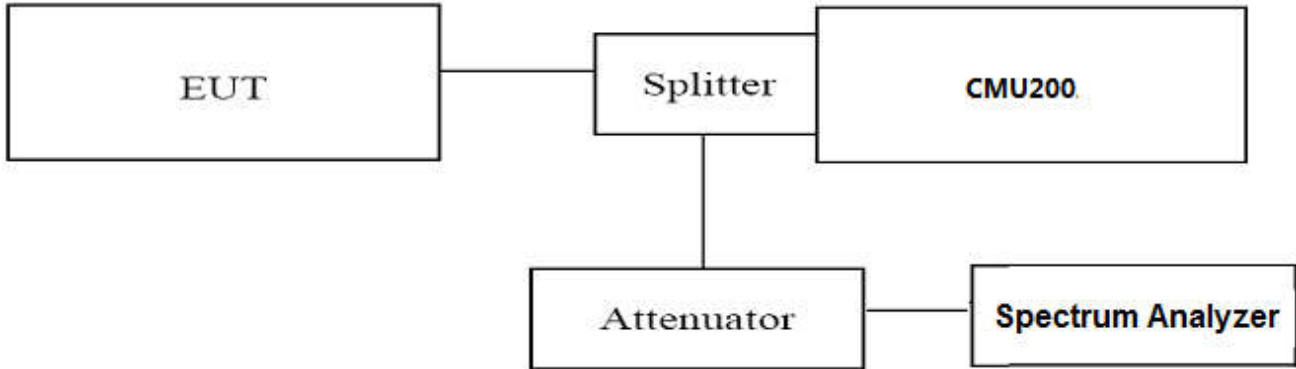 EUT
Splitter
CMU200.
Attenuator
Spectrum Analyzer